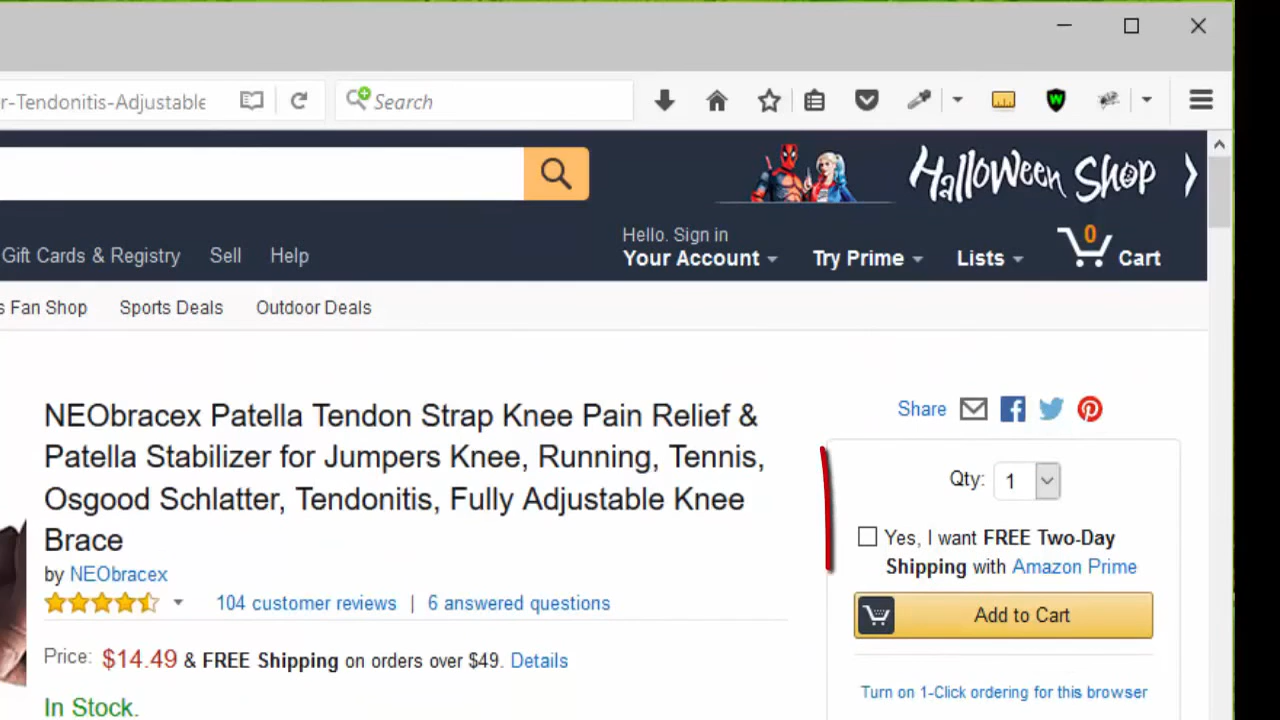 r-Tendonitis-Adjustable
Search
Halloween Shop
Hello. Sign in
Your Account
Try Prime
Lists
0
Cart
Gift Cards & Registry
Sell
Help
s Fan Shop
Sports Deals
Outdoor Deals
NEObracex Patella Tendon Strap Knee Pain Relief &
Patella Stabilizer for Jumpers Knee, Running, Tennis,
Osgood Schlatter, Tendonitis, Fully Adjustable Knee
Brace
by NEObracex
104 customer reviews | 6 answered questions
Price: $14.49 & FREE Shipping on orders over $49. Details
In Stock.
Share
Qty: 1
Yes, I want FREE Two-Day
Shipping with Amazon Prime
Add to Cart
Turn on 1-Click ordering for this browser